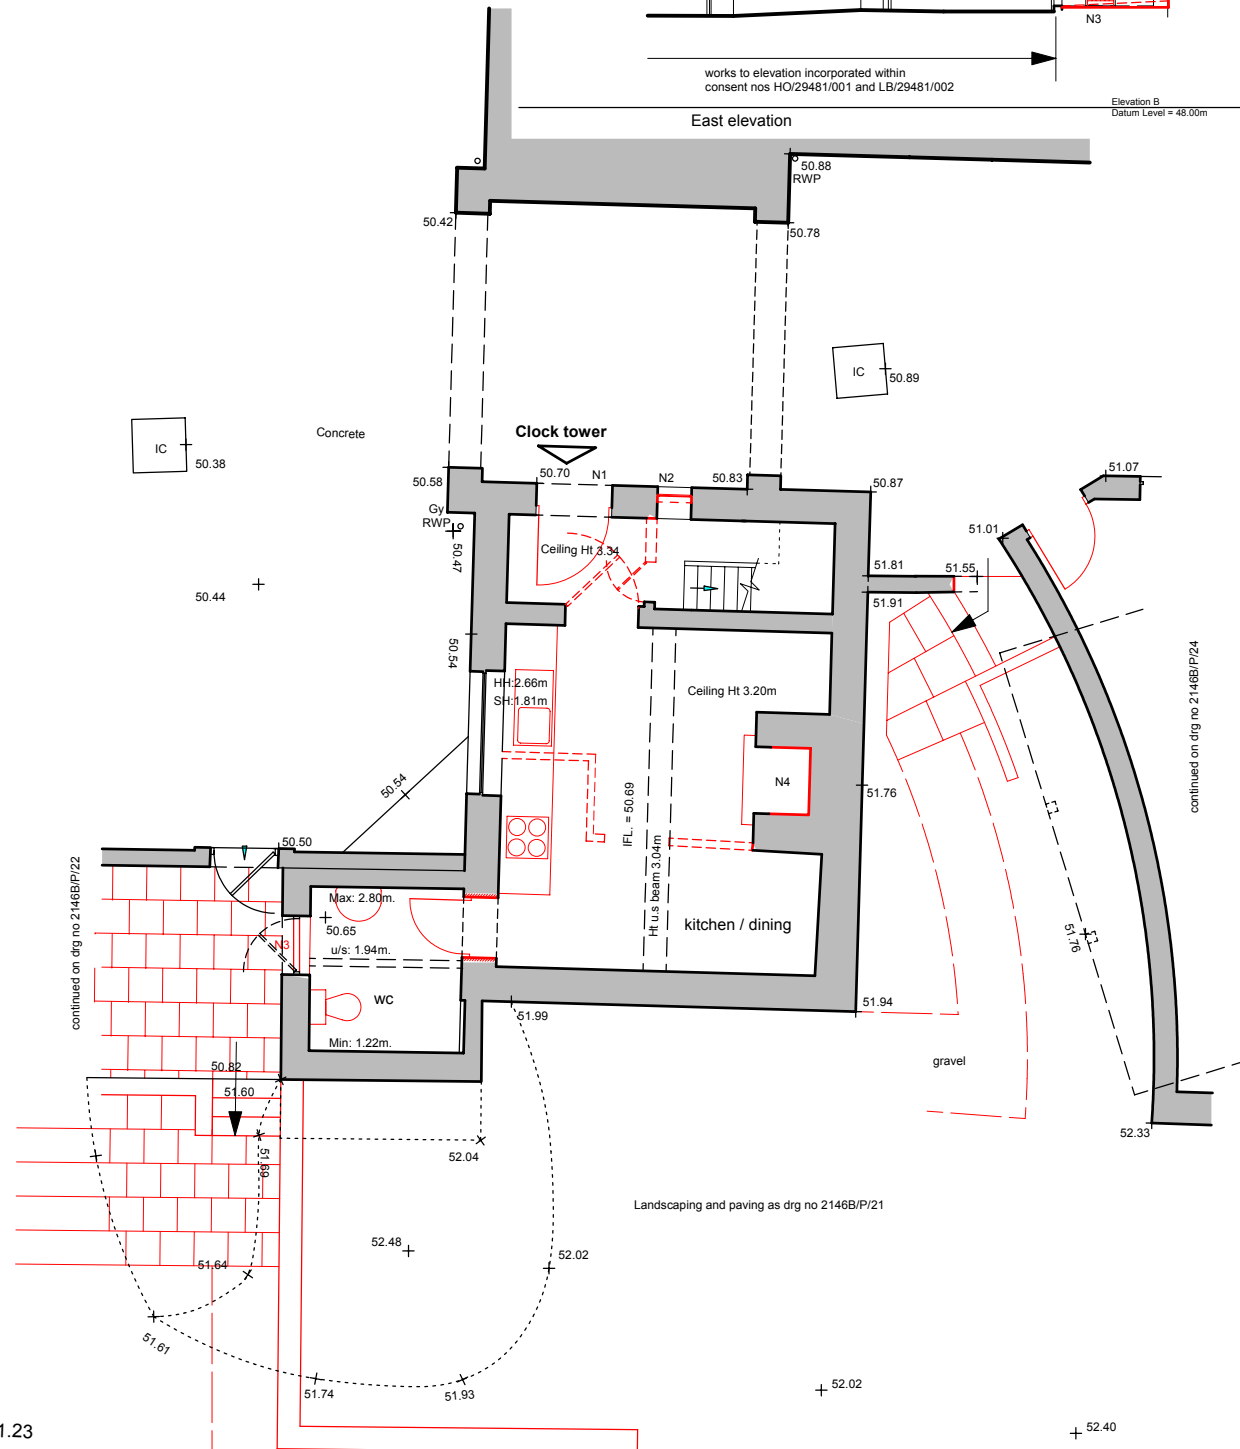 N3
works to elevation incorporated within
consent nos HO/29481/001 and LB/29481/002
Elevation B
Datum Level = 48.00m
East elevation
50.88
RWP
50.42
50.78
IC
50.89
Concrete
Clock tower
IC
50.38
50.58
50.70
N1
N2
50.83
50.87
51.07
Gy
RWP
50.47
51.01
Ceiling Ht 3.34
51.81
51.55
50.44
51.91
50.54
HH:2.66m
SH:1.81m
Ceiling Ht 3.20m
continued on drg no 2146B/P/24
50.54
N4
51.76
IFL. = 50.69
Ht u.s beam 3.04m
50.50
continued on drg no 2146B/P/22
Max: 2.80m.
50.65
N3
u/s: 1.94m.
kitchen / dining
51.76
WC
51.94
51.99
Min: 1.22m.
gravel
50.82
51.60
52.33
52.04
51.69
Landscaping and paving as drg no 2146B/P/21
52.48
52.02
51.64
51.61
51.74
51.93
52.02
52.40
1.23